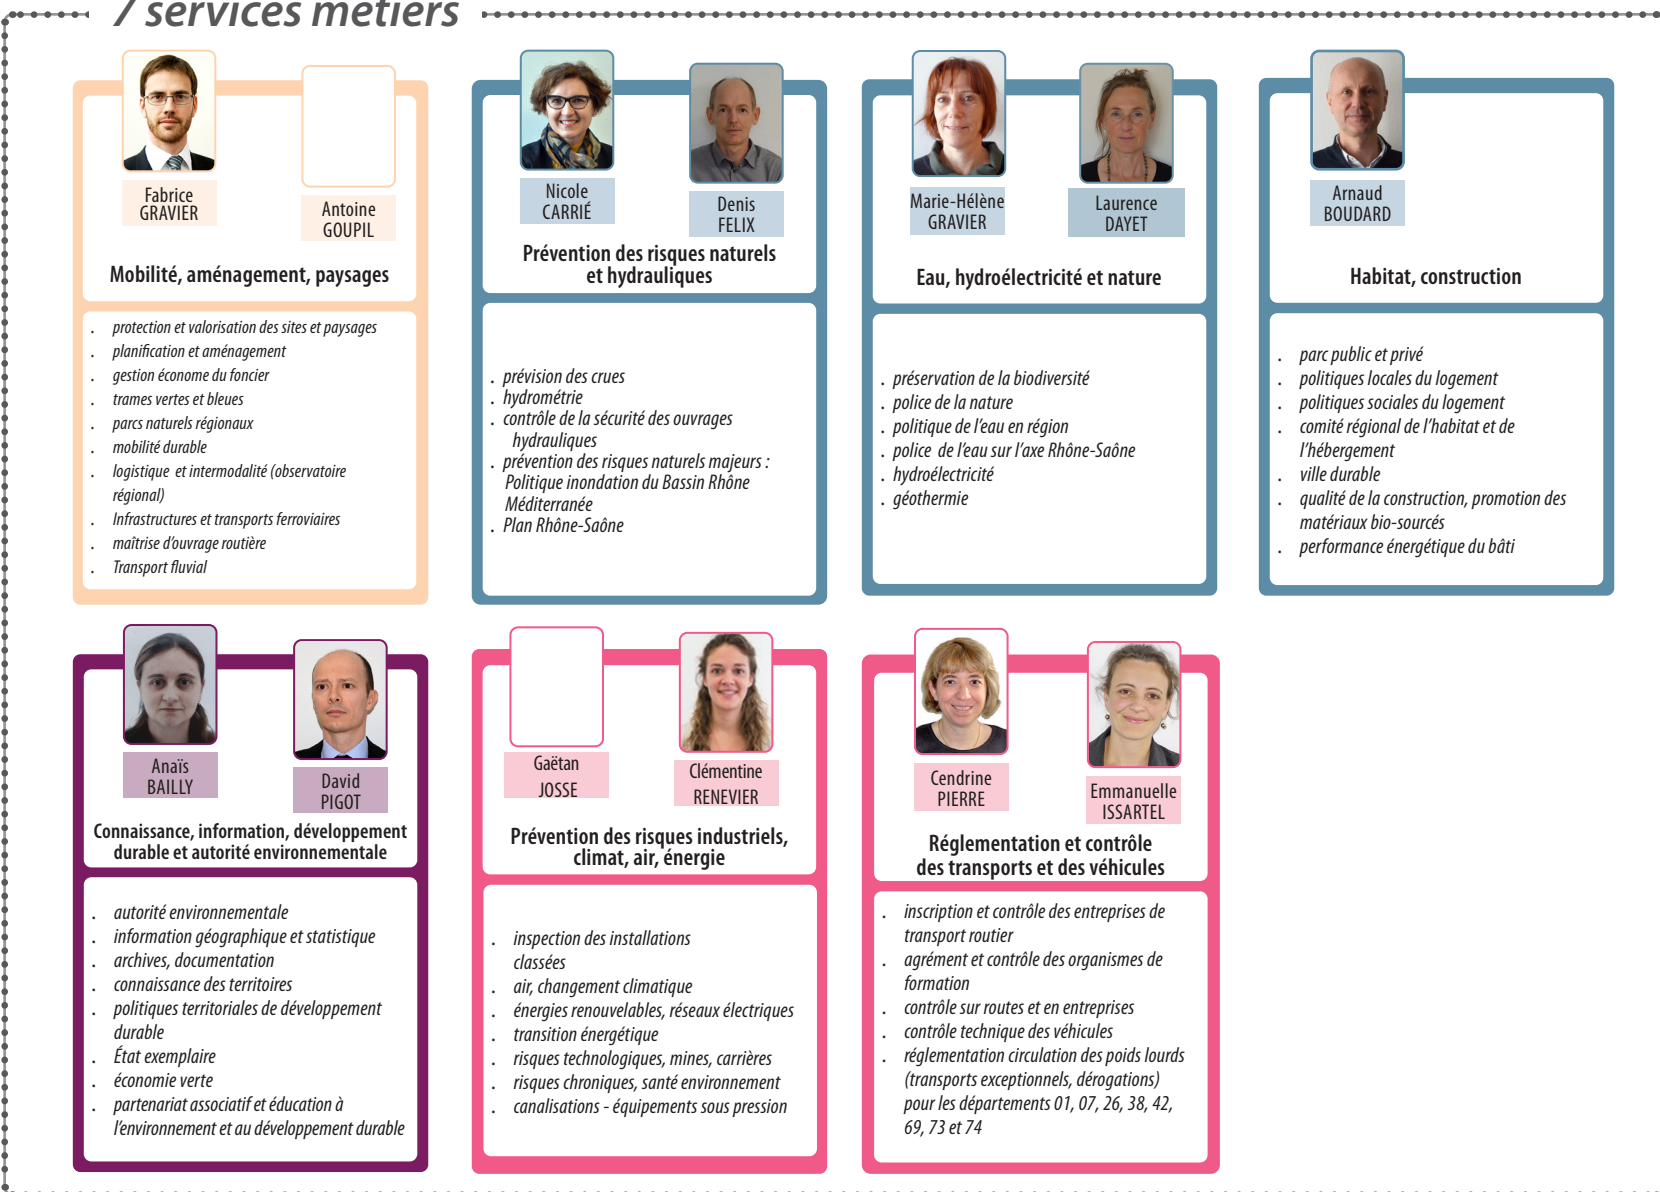 7 services métiers
Fabrice
GRAVIER
Antoine
GOUPIL
Mobilité, aménagement, paysages
. protection et valorisation des sites et paysages
. planification et aménagement
. gestion économe du foncier
. trames vertes et bleues
. parcs naturels régionaux
. mobilité durable
. logistique et intermodalité (observatoire
régional)
. Infrastructures et transports ferroviaires
. maîtrise d'ouvrage routière
. Transport fluvial
Nicole
CARRIÉ
Denis
FELIX
Prévention des risques naturels
et hydrauliques
. prévision des crues
. hydrométrie
. contrôle de la sécurité des ouvrages
hydrauliques
. prévention des risques naturels majeurs :
Politique inondation du Bassin Rhône
Méditerranée
. Plan Rhône-Saône
Marie-Hélène
GRAVIER
Laurence
DAYET
Eau, hydroélectricité et nature
. préservation de la biodiversité
. police de la nature
. politique de l'eau en région
. police de l'eau sur l'axe Rhône-Saône
. hydroélectricité
. géothermie
Arnaud
BOUDARD
Habitat, construction
. parc public et privé
. politiques locales du logement
. politiques sociales du logement
. comité régional de l'habitat et de
l'hébergement
. ville durable
. qualité de la construction, promotion des
matériaux bio-sourcés
. performance énergétique du bâti
Anaïs
BAILLY
David
PIGOT
Connaissance, information, développement
durable et autorité environnementale
. autorité environnementale
. information géographique et statistique
. archives, documentation
. connaissance des territoires
. politiques territoriales de développement
durable
. État exemplaire
. économie verte
. partenariat associatif et éducation à
l'environnement et au développement durable
Gaëtan
JOSSE
Clémentine
RENEVIER
Prévention des risques industriels,
climat, air, énergie
. inspection des installations
classées
. air, changement climatique
. énergies renouvelables, réseaux électriques
. transition énergétique
. risques technologiques, mines, carrières
. risques chroniques, santé environnement
. canalisations - équipements sous pression
Cendrine
PIERRE
Emmanuelle
ISSARTEL
Réglementation et contrôle
des transports et des véhicules
. inscription et contrôle des entreprises de
transport routier
. agrément et contrôle des organismes de
formation
. contrôle sur routes et en entreprises
. contrôle technique des véhicules
. réglementation circulation des poids lourds
(transports exceptionnels, dérogations)
pour les départements 01, 07, 26, 38, 42,
69, 73 et 74